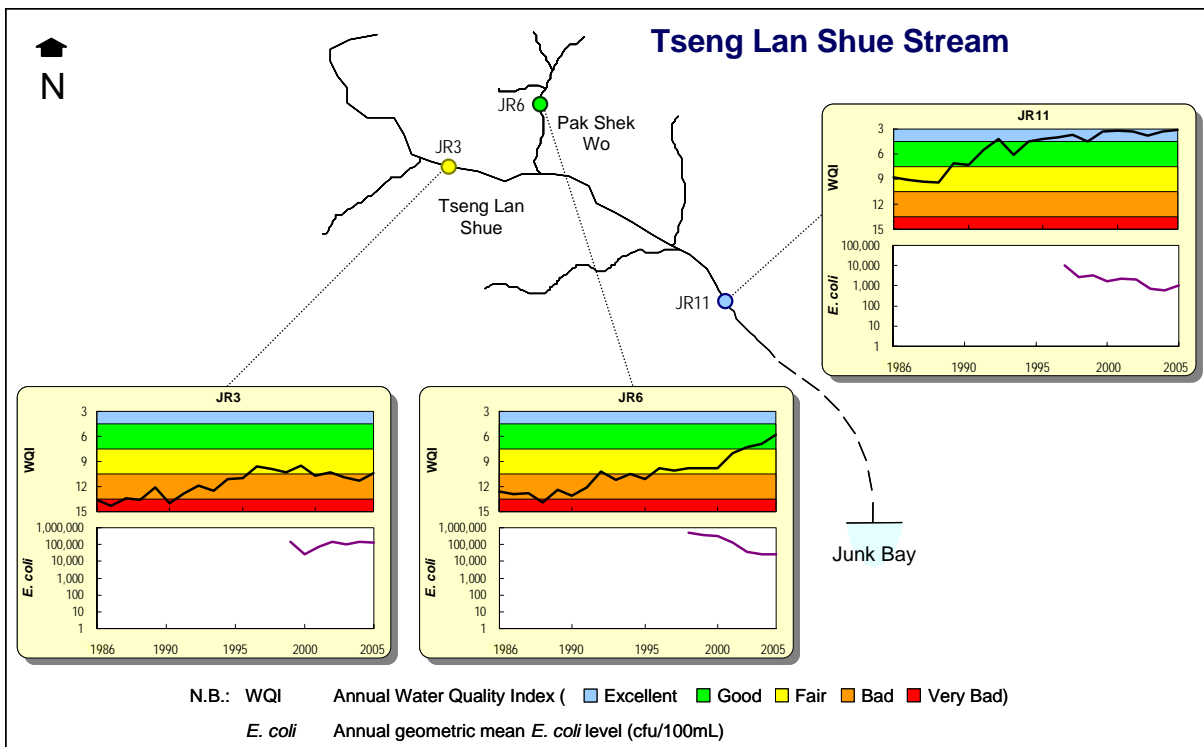 Tseng Lan Shue Stream
N
JR6
Pak Shek
Wo
JR3
Tseng Lan
Shue
JR11
Junk Bay
JR11
WQI
3
6
9
12
15
E. coli
100,000
10,000
1,000
100
10
1
1986 1990 1995 2000 2005
JR3
WQI
3
6
9
12
15
E. coli
1,000,000
100,000
10,000
1,000
100
10
1
1986 1990 1995 2000 2005
JR6
WQI
3
6
9
12
15
E. coli
1,000,000
100,000
10,000
1,000
100
10
1
1986 1990 1995 2000 2005
N.B.: WQI Annual Water Quality Index ( Excellent Good Fair Bad Very Bad)
E. coli Annual geometric mean E. coli level (cfu/100mL)